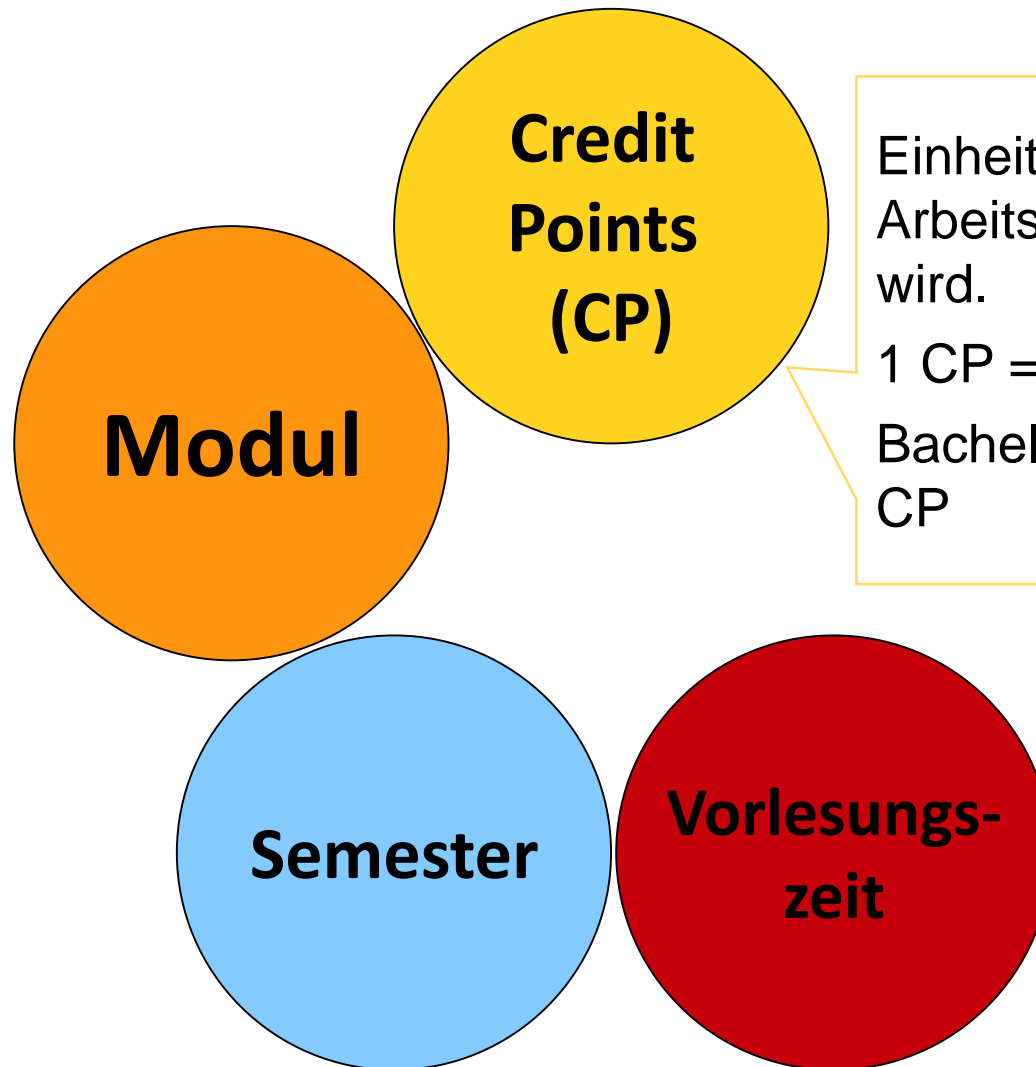 Credit
Points
(CP)
Einheit
Arbeits
wird.
1 CP =
Bachel
CP
Modul
Semester
Vorlesungs-
zeit